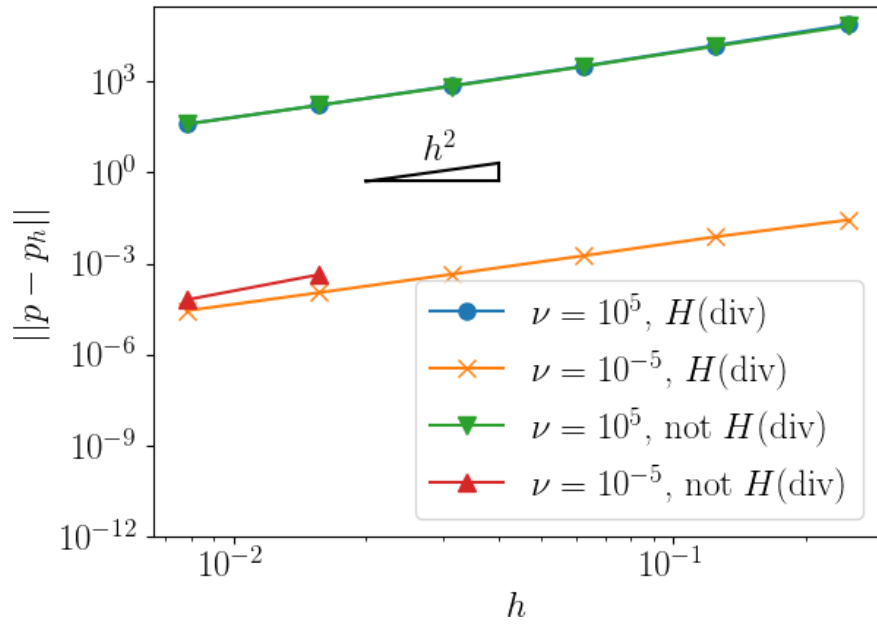 ||p − p_h||
10^3
10^0
10^{-3}
10^{-6}
10^{-9}
10^{-12}
h^2
ν = 10^5, H(div)
ν = 10^{-5}, H(div)
ν = 10^5, not H(div)
ν = 10^{-5}, not H(div)
10^{-2}
10^{-1}
h